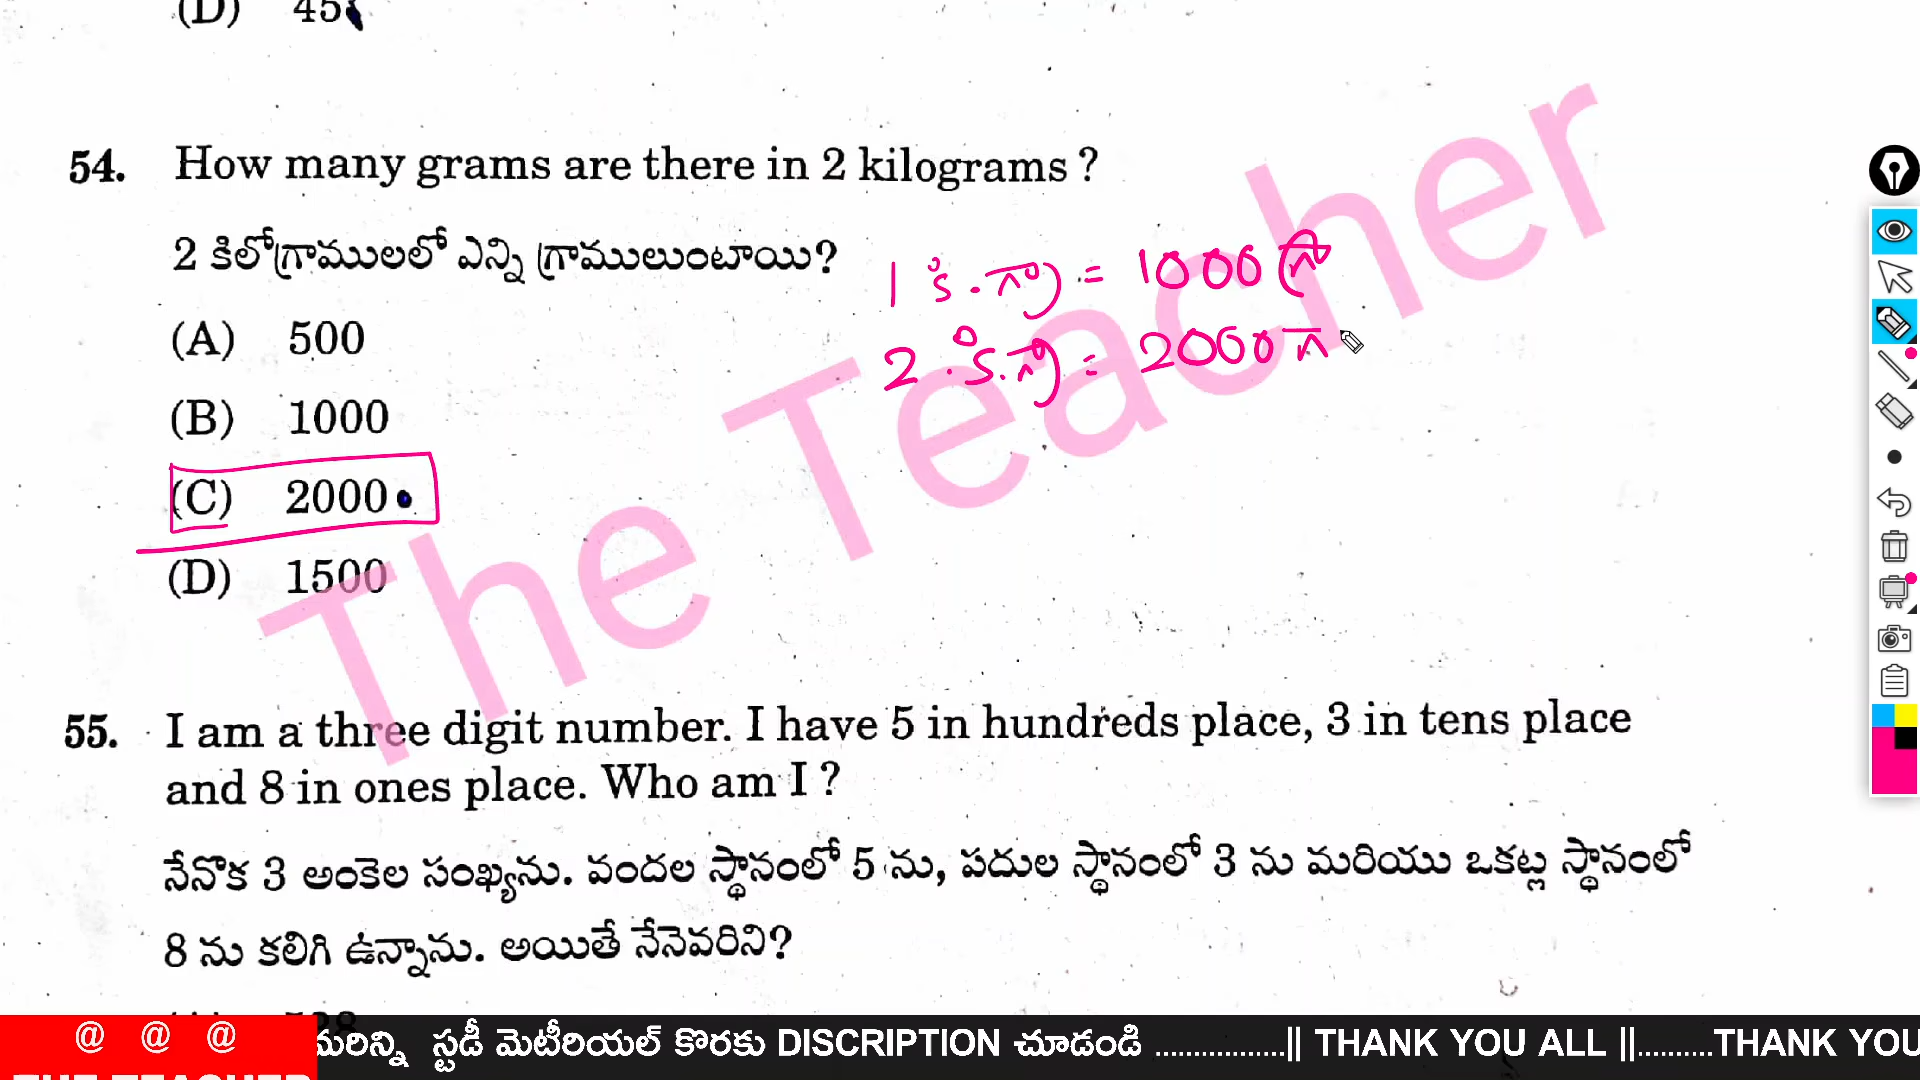 (D) 45
54. How many grams are there in 2 kilograms ?
2 కిలోగ్రాములలో ఎన్ని గ్రాములుంటాయి?
1 కి.గ్రా = 1000 గ్రా
(A) 500
2 .కి.గ్రా = 2000 గ
(B) 1000
(C) 2000
(D) 1500
The Teacher
55. I am a three digit number. I have 5 in hundreds place, 3 in tens place
and 8 in ones place. Who am I ?
నేనొక 3 అంకెల సంఖ్యను. వందల స్థానంలో 5 ను, పదుల స్థానంలో 3 ను మరియు ఒకట్ల స్థానంలో
8 ను కలిగి ఉన్నాను. అయితే నేనెవరిని?
@ @ @
మరిన్ని స్టడీ మెటీరియల్ కొరకు DISCRIPTION చూడండి .................|| THANK YOU ALL ||..........THANK YOU
THE TEACHER